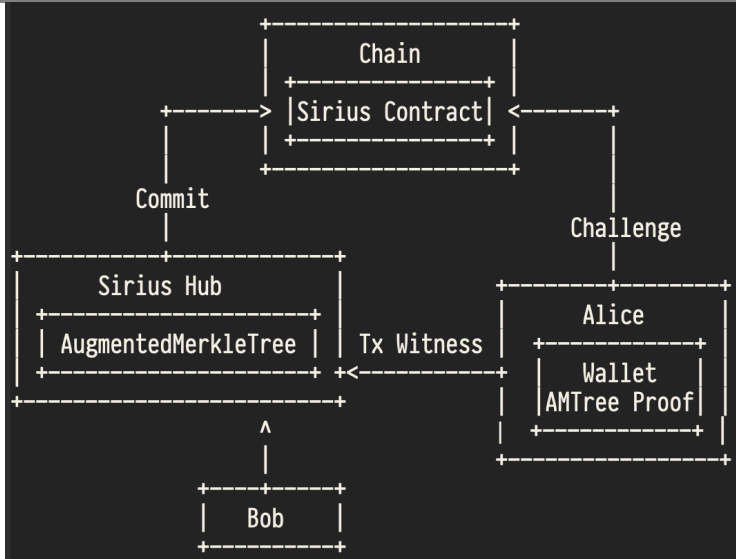 Chain
Sirius Contract
Commit
Challenge
Sirius Hub
Alice
AugmentedMerkleTree
Tx Witness
Wallet
AMTree Proof
Bob